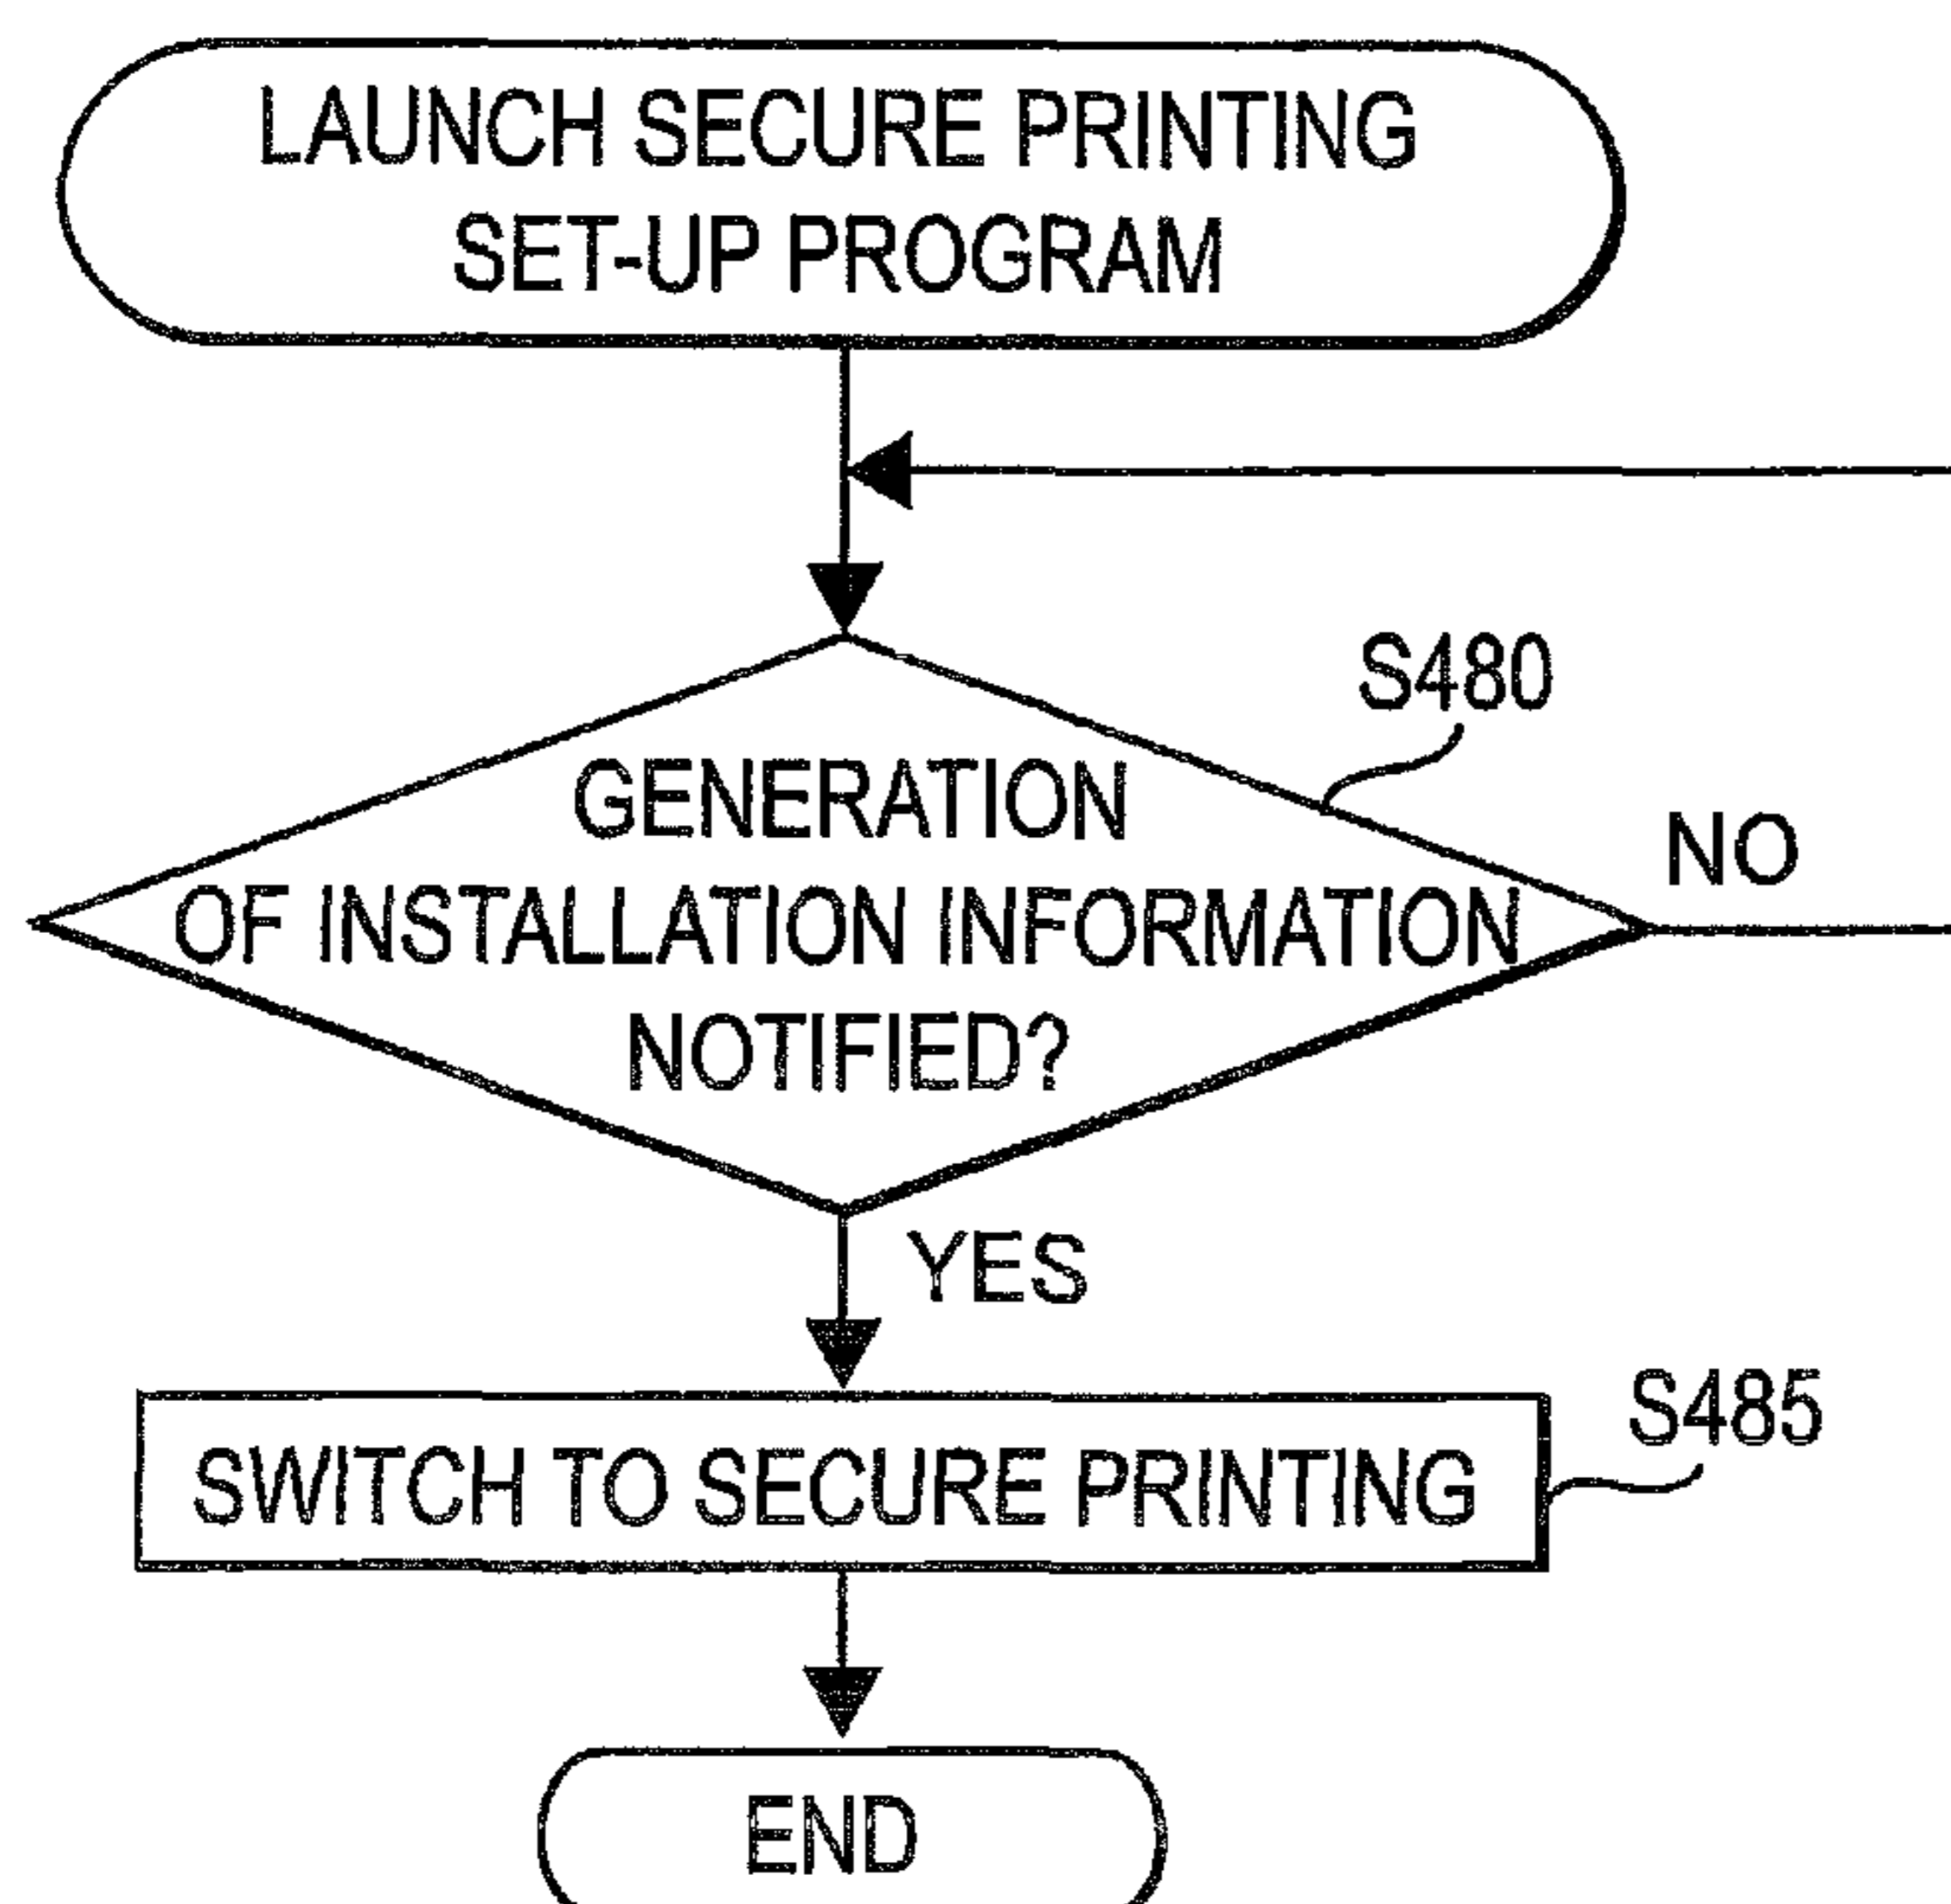 LAUNCH SECURE PRINTING
SET-UP PROGRAM
S480
GENERATION
OF INSTALLATION INFORMATION
NOTIFIED?
NO
YES
SWITCH TO SECURE PRINTING
S485
END